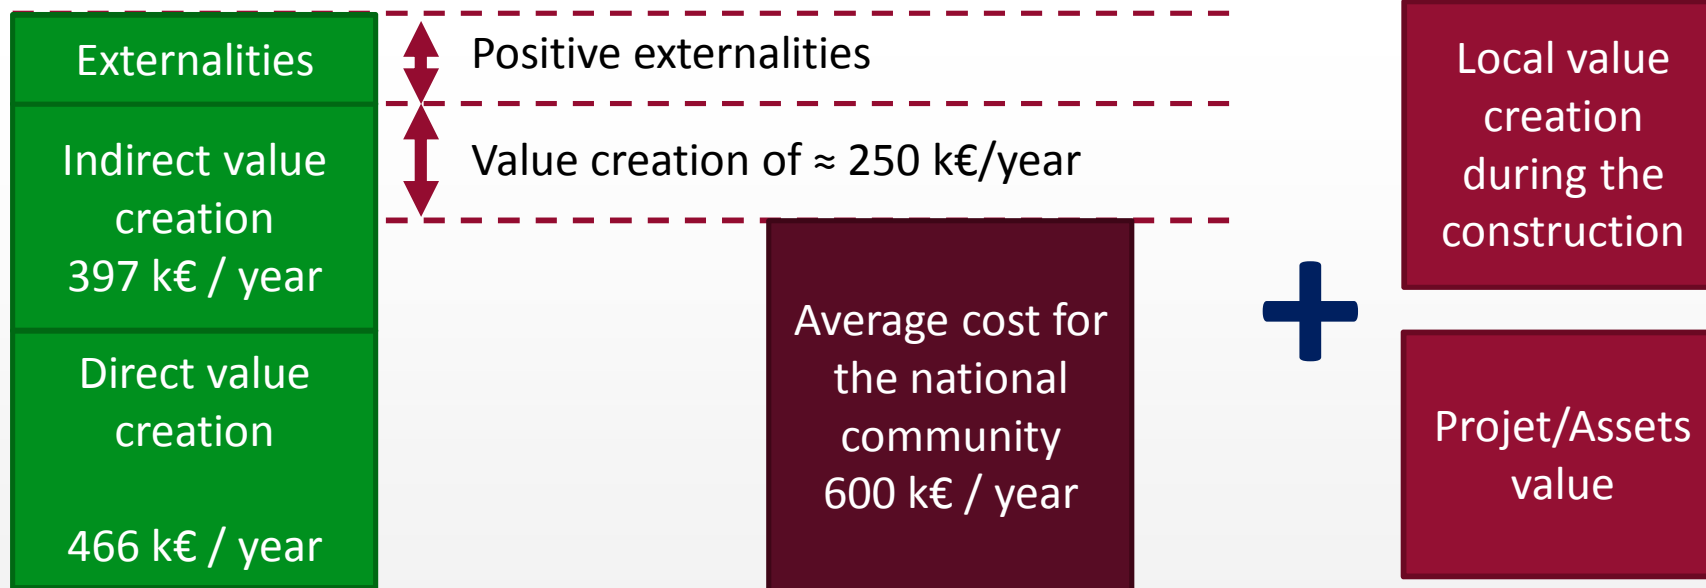 Externalities
Indirect value
creation
397 k€ / year
Direct value
creation
466 k€ / year
Positive externalities
Value creation of ≈ 250 k€/year
Average cost for
the national
community
600 k€ / year
+
Local value
creation
during the
construction
Projet/Assets
value